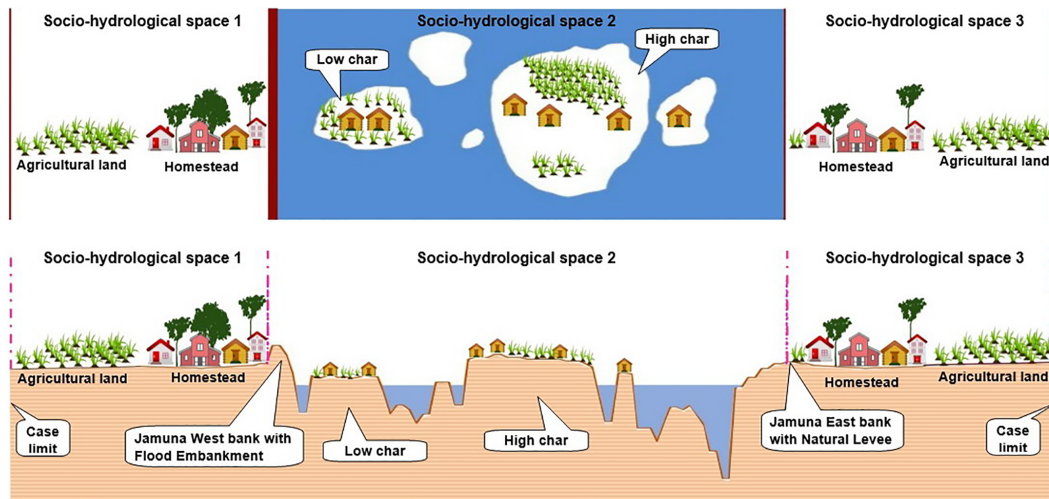 Socio-hydrological space 1
Socio-hydrological space 2
Socio-hydrological space 3
Low char
High char
Agricultural land
Homestead
Homestead
Agricultural land
Socio-hydrological space 1
Socio-hydrological space 2
Socio-hydrological space 3
Agricultural land
Homestead
Homestead
Agricultural land
Case
limit
Jamuna West bank with
Flood Embankment
Low char
High char
Jamuna East bank
with Natural Levee
Case
limit